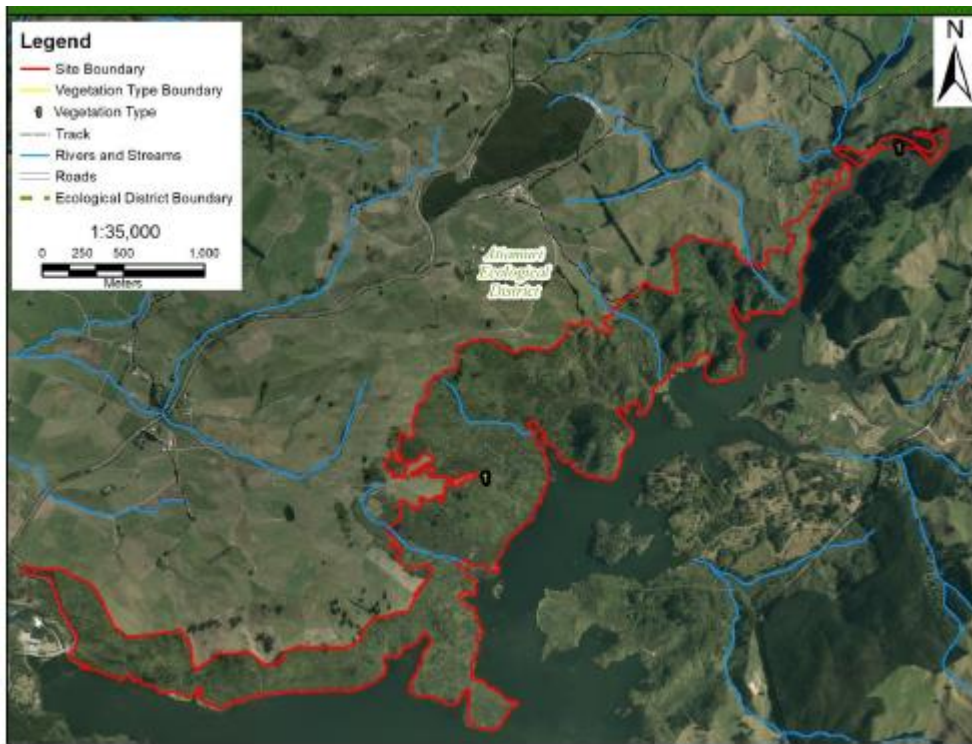 Legend
Site Boundary
Vegetation Type Boundary
1 Vegetation Type
Track
Rivers and Streams
Roads
Ecological District Boundary
1:35,000
0 250 500 1,000
Meters
N
1
Atiamuri
Ecological
District
1